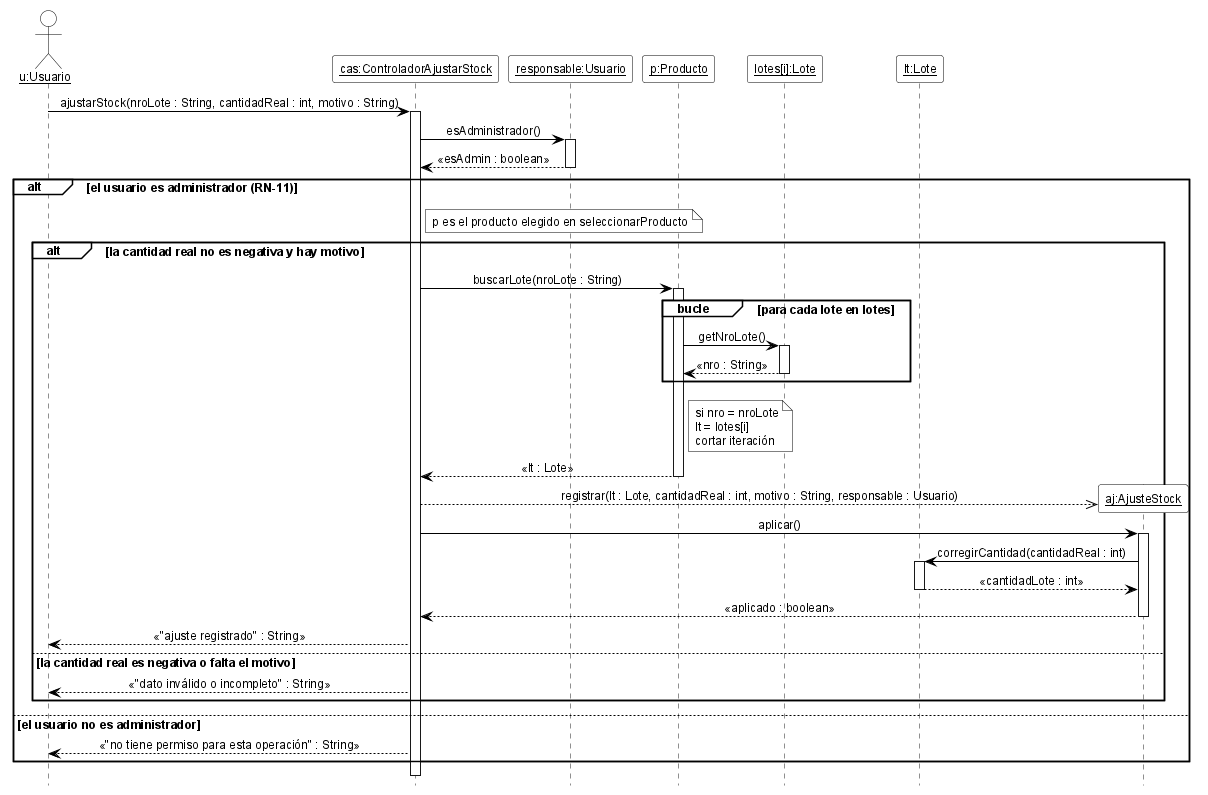 u:Usuario
cas:ControladorAjustarStock
responsable:Usuario
p:Producto
lotes[i]:Lote
lt:Lote
ajustarStock(nroLote : String, cantidadReal : int, motivo : String)
esAdministrador()
«esAdmin : boolean»
alt
[el usuario es administrador (RN-11)]
p es el producto elegido en seleccionarProducto
alt
[la cantidad real no es negativa y hay motivo]
buscarLote(nroLote : String)
bucle
[para cada lote en lotes]
getNroLote()
«nro : String»
si nro = nroLote
lt = lotes[i]
cortar iteración
«lt : Lote»
registrar(lt : Lote, cantidadReal : int, motivo : String, responsable : Usuario)
aj:AjusteStock
aplicar()
corregirCantidad(cantidadReal : int)
«cantidadLote : int»
«aplicado : boolean»
«"ajuste registrado" : String»
[la cantidad real es negativa o falta el motivo]
«"dato inválido o incompleto" : String»
[el usuario no es administrador]
«"no tiene permiso para esta operación" : String»